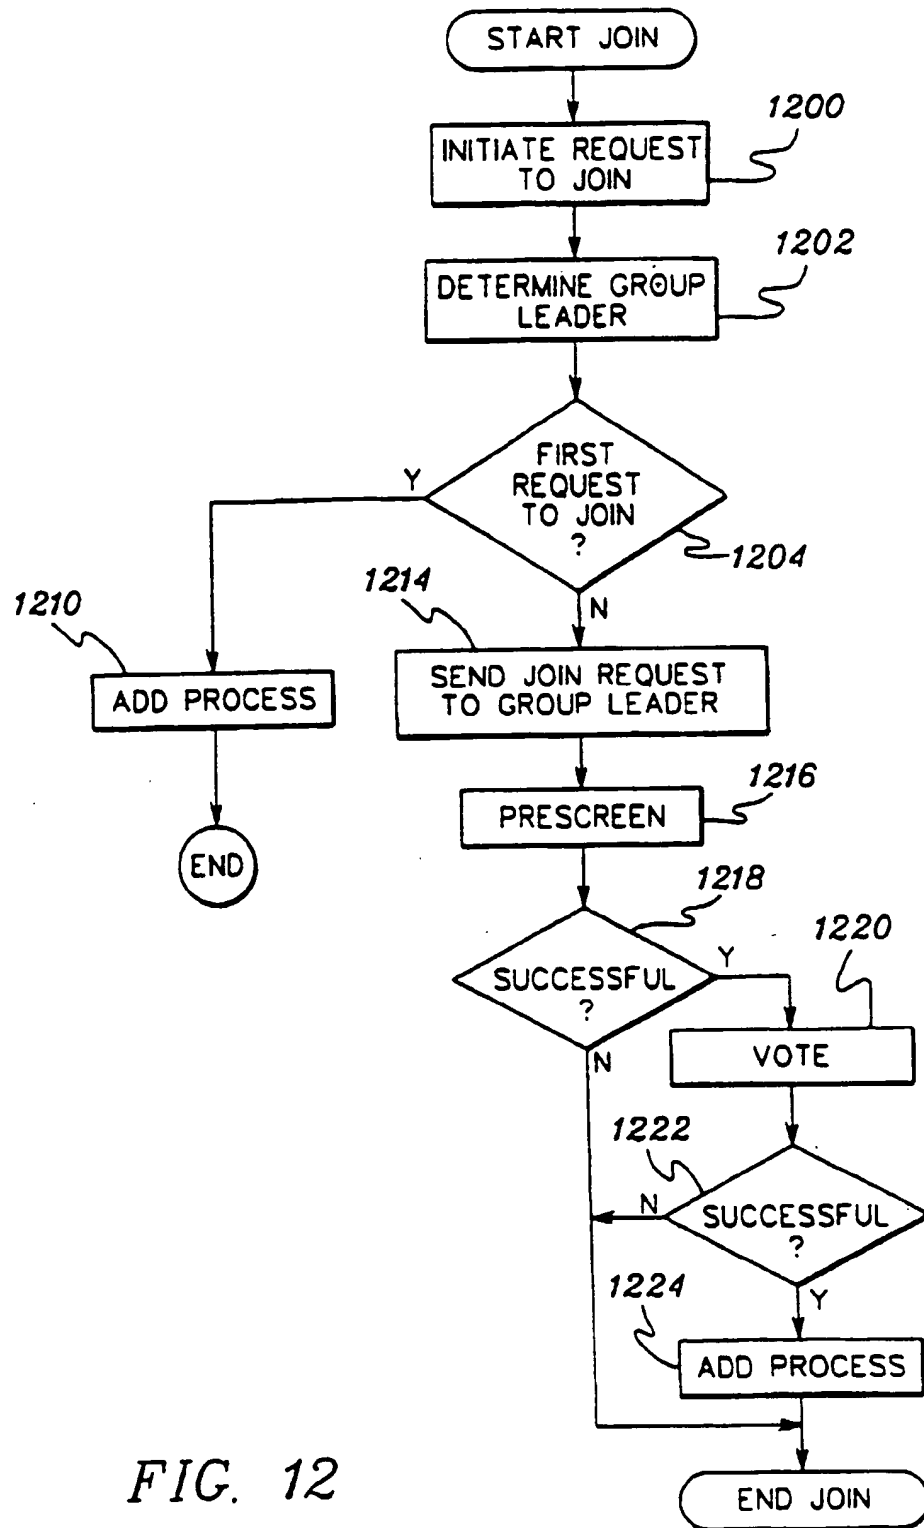 START JOIN
1200
INITIATE REQUEST
TO JOIN
1202
DETERMINE GROUP
LEADER
FIRST
REQUEST
TO JOIN
?
Y
1204
N
1214
1210
SEND JOIN REQUEST
TO GROUP LEADER
ADD PROCESS
1216
PRESCREEN
END
1218
SUCCESSFUL
?
Y
1220
N
VOTE
1222
N
SUCCESSFUL
?
Y
1224
ADD PROCESS
END JOIN
FIG. 12